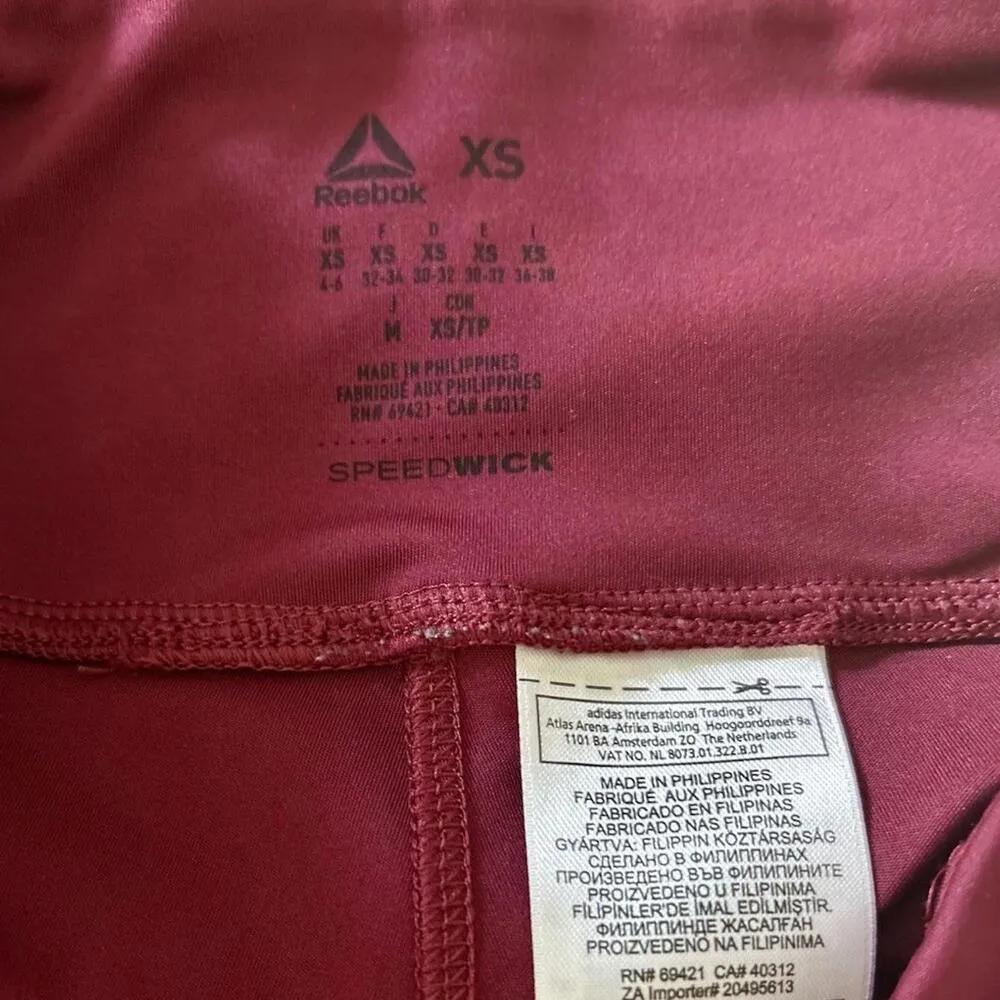 XS
Reebok
UK F D E I
XS XS XS XS XS
4-6 32-34 30-32 30-32 36-38
J CDN
M XS/TP
MADE IN PHILIPPINES
FABRIQUÉ AUX PHILIPPINES
RN# 69421 - CA# 40312
SPEEDWICK
adidas International Trading BV
Atlas Arena-Afrika Building Hoogoorddreef 9a
1101 BA Amsterdam ZO The Netherlands
VAT NO. NL 8073.01.322.B.01
MADE IN PHILIPPINES
FABRIQUÉ AUX PHILIPPINES
FABRICADO EN FILIPINAS
FABRICADO NAS FILIPINAS
GYÁRTVA: FILIPPIN KÖZTÁRSASÁG
СДЕЛАНО В ФИЛИППИНАХ
ПРОИЗВЕДЕНО ВЪВ ФИЛИПИНИТЕ
PROIZVEDENO U FILIPINIMA
FİLİPİNLER'DE İMAL EDİLMİŞTİR.
ФИЛИППИНДЕ ЖАСАЛҒАН
PROIZVEDENO NA FILIPINIMA
RN# 69421 CA# 40312
ZA Importer# 20495613